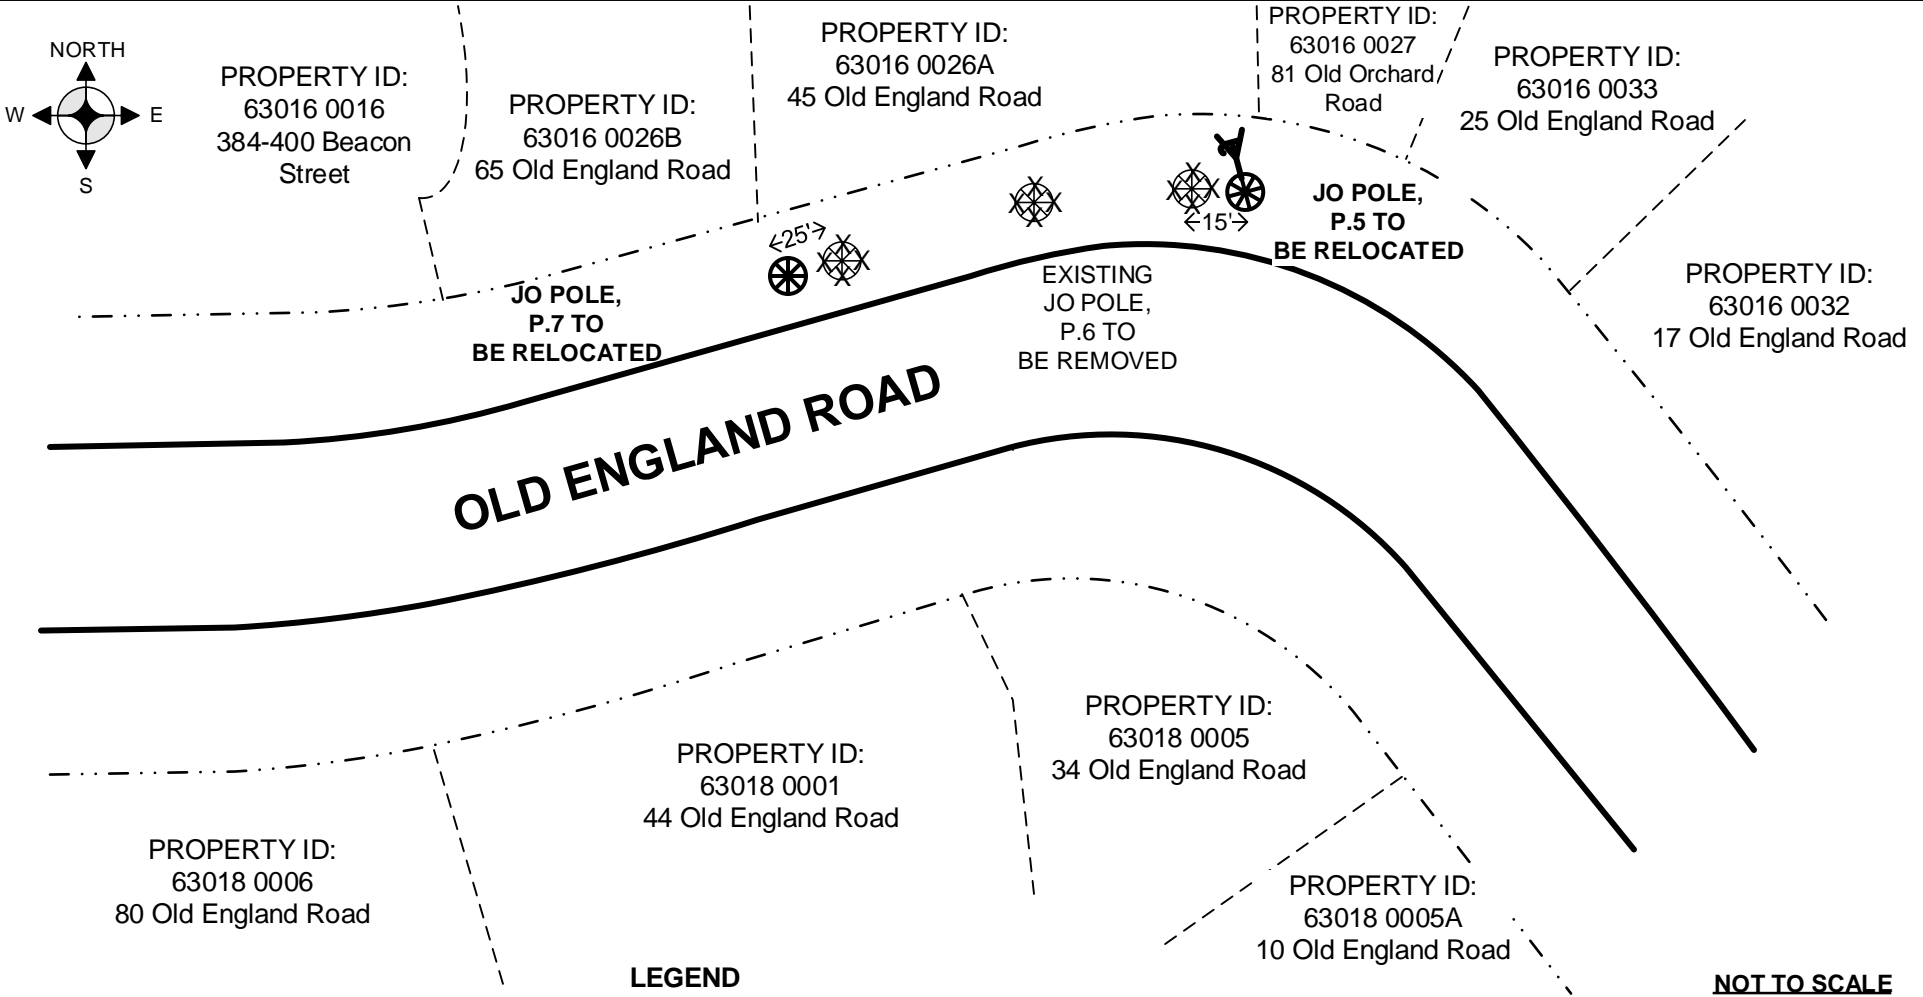 NORTH
W
E
S
PROPERTY ID:
63016 0016
384-400 Beacon
Street
PROPERTY ID:
63016 0026B
65 Old England Road
PROPERTY ID:
63016 0026A
45 Old England Road
PROPERTY ID:
63016 0027
81 Old Orchard
Road
PROPERTY ID:
63016 0033
25 Old England Road
PROPERTY ID:
63016 0032
17 Old England Road
25'
15'
JO POLE,
P.7 TO
BE RELOCATED
EXISTING
JO POLE,
P.6 TO
BE REMOVED
JO POLE,
P.5 TO
BE RELOCATED
OLD ENGLAND ROAD
PROPERTY ID:
63018 0006
80 Old England Road
PROPERTY ID:
63018 0001
44 Old England Road
PROPERTY ID:
63018 0005
34 Old England Road
PROPERTY ID:
63018 0005A
10 Old England Road
LEGEND
NOT TO SCALE